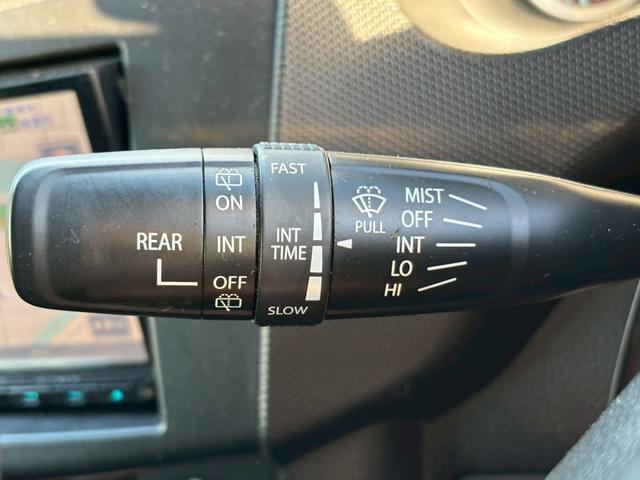 FAST
ON
MIST
OFF
PULL
REAR
INT
INT
TIME
INT
LO
OFF
HI
SLOW